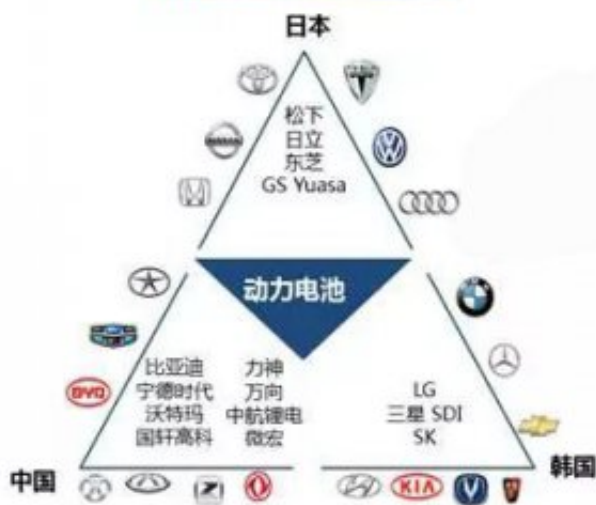 日本
松下
日立
东芝
GS Yuasa
动力电池
比亚迪 力神
宁德时代 万向
沃特玛 中航锂电
国轩高科 微宏
LG
三星 SDI
SK
中国
韩国
BYD
KIA